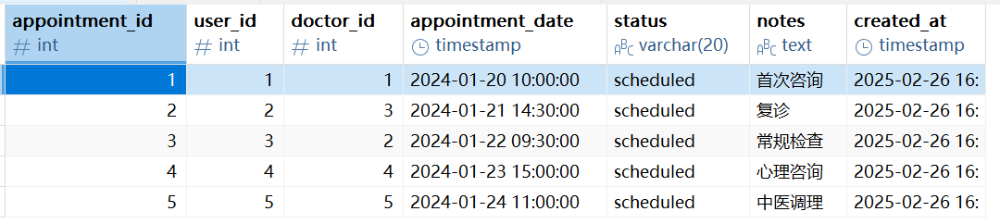 appointment_id user_id doctor_id appointment_date status notes created_at
# int # int # int timestamp ABC varchar(20) ABC text timestamp
1 1 1 2024-01-20 10:00:00 scheduled 首次咨询 2025-02-26 16:
2 2 3 2024-01-21 14:30:00 scheduled 复诊 2025-02-26 16:
3 3 2 2024-01-22 09:30:00 scheduled 常规检查 2025-02-26 16:
4 4 4 2024-01-23 15:00:00 scheduled 心理咨询 2025-02-26 16:
5 5 5 2024-01-24 11:00:00 scheduled 中医调理 2025-02-26 16: